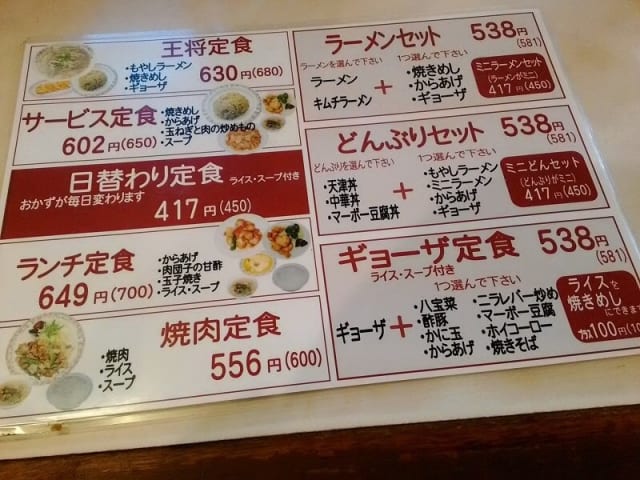 王将定食
・もやしラーメン
・焼きめし
・ギョーザ
630円(680)
サービス定食
・焼きめし
・からあげ
・玉ねぎと肉の炒めもの
・スープ
602円(650)
日替わり定食 ライス・スープ付き
おかずが毎日変わります 417円(450)
ランチ定食
649円(700)
・からあげ
・肉団子の甘酢
・玉子焼き
・ライス・スープ
焼肉定食
・焼肉
・ライス
・スープ
556円(600)
ラーメンセット 538円(581)
ラーメンを選んで下さい
ラーメン
キムチラーメン
+
1つ選んで下さい
・焼きめし
・からあげ
・ギョーザ
ミニラーメンセット
(ラーメンがミニ)
417円(450)
どんぶりセット 538円(581)
どんぶりを選んで下さい
・天津丼
・中華丼
・マーボー豆腐丼
+
1つ選んで下さい
・もやしラーメン
・ミニラーメン
・からあげ
・ギョーザ
ミニどんセット
(どんぶりがミニ)
417円(450)
ギョーザ定食 538円(581)
ライス・スープ付き
1つ選んで下さい
ギョーザ
+
・八宝菜
・酢豚
・かに玉
・からあげ
・ニラレバー炒め
・マーボー豆腐
・ホイコーロー
・焼きそば
ライスを
焼きめし
にできます
プラス100円